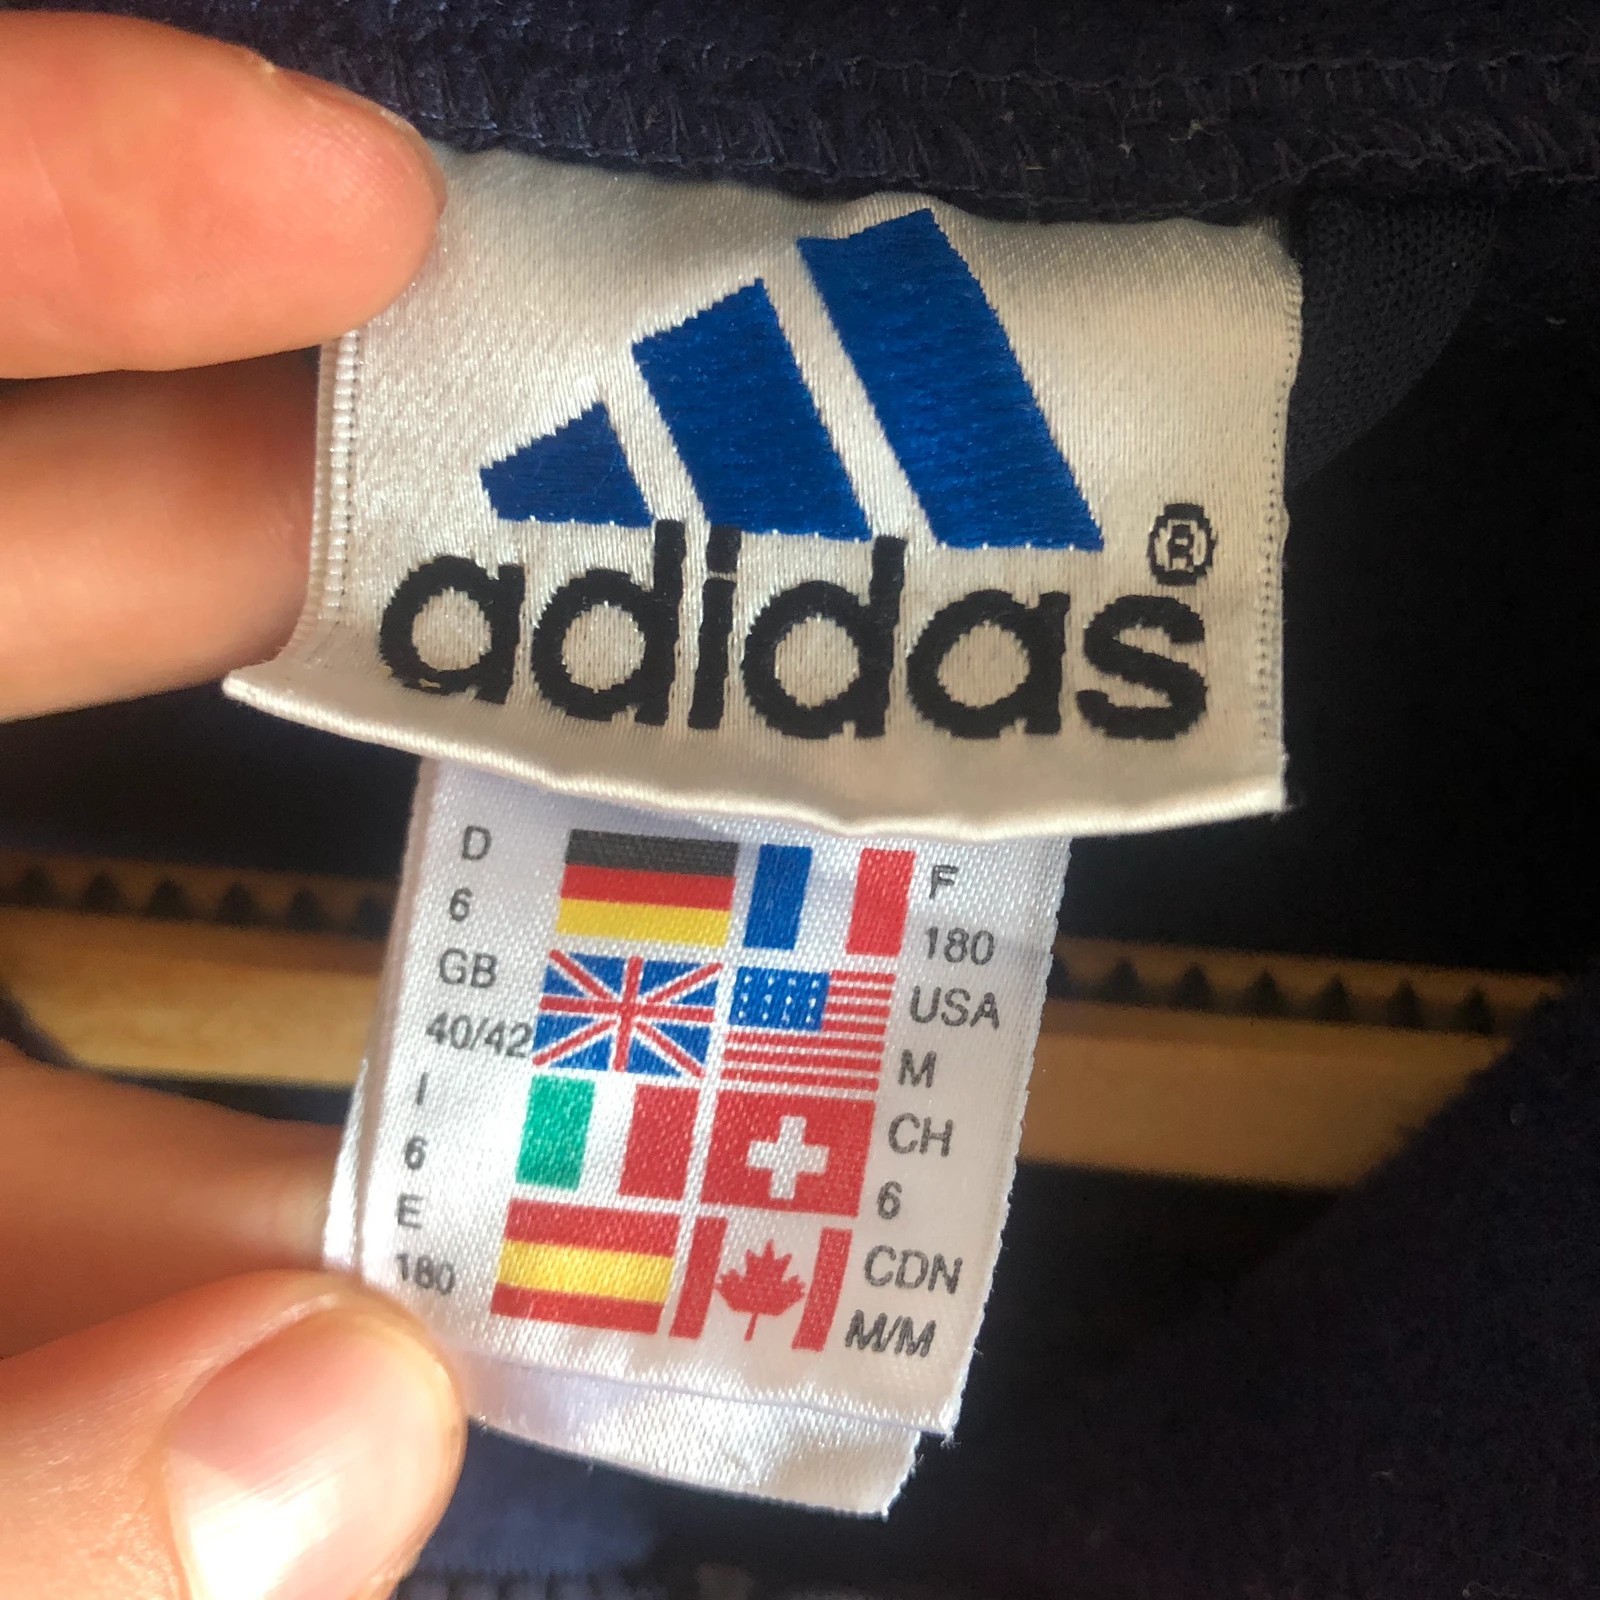 adidas®
D
6
GB
40/42
I
6
E
180
F
180
USA
M
CH
6
CDN
M/M